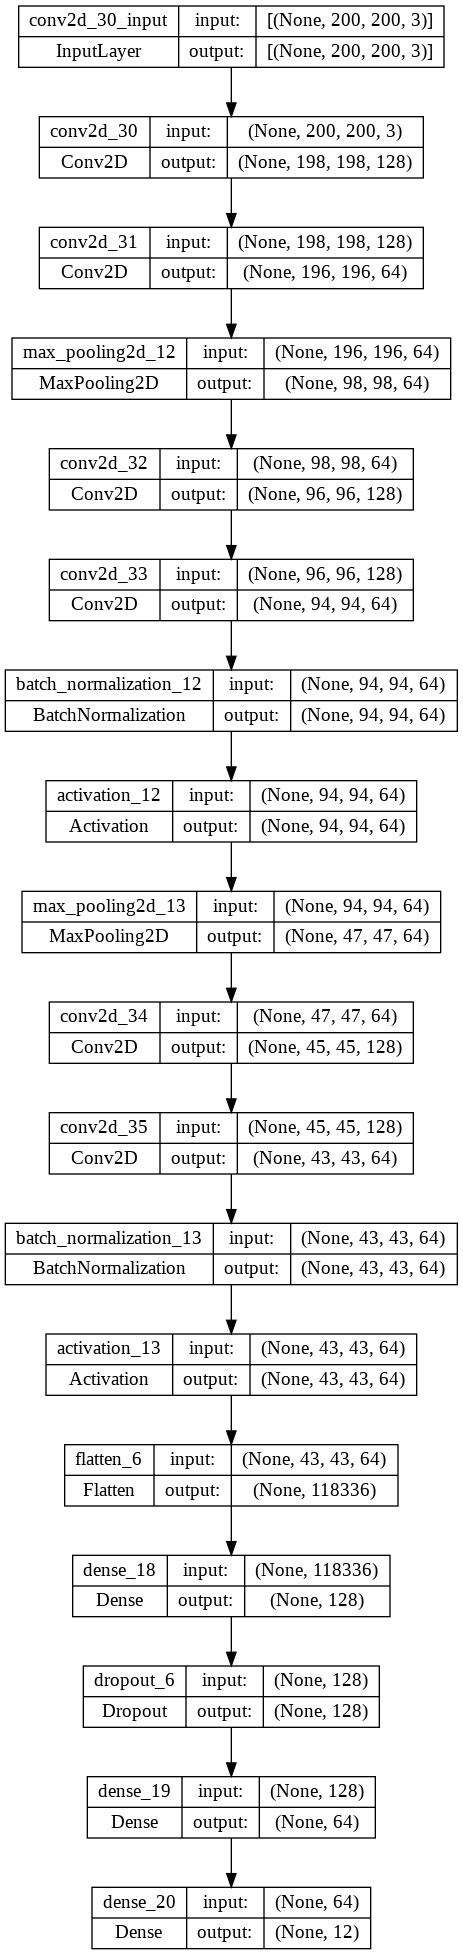 conv2d_30_input input: [(None, 200, 200, 3)]
InputLayer output: [(None, 200, 200, 3)]
conv2d_30 input: (None, 200, 200, 3)
Conv2D output: (None, 198, 198, 128)
conv2d_31 input: (None, 198, 198, 128)
Conv2D output: (None, 196, 196, 64)
max_pooling2d_12 input: (None, 196, 196, 64)
MaxPooling2D output: (None, 98, 98, 64)
conv2d_32 input: (None, 98, 98, 64)
Conv2D output: (None, 96, 96, 128)
conv2d_33 input: (None, 96, 96, 128)
Conv2D output: (None, 94, 94, 64)
batch_normalization_12 input: (None, 94, 94, 64)
BatchNormalization output: (None, 94, 94, 64)
activation_12 input: (None, 94, 94, 64)
Activation output: (None, 94, 94, 64)
max_pooling2d_13 input: (None, 94, 94, 64)
MaxPooling2D output: (None, 47, 47, 64)
conv2d_34 input: (None, 47, 47, 64)
Conv2D output: (None, 45, 45, 128)
conv2d_35 input: (None, 45, 45, 128)
Conv2D output: (None, 43, 43, 64)
batch_normalization_13 input: (None, 43, 43, 64)
BatchNormalization output: (None, 43, 43, 64)
activation_13 input: (None, 43, 43, 64)
Activation output: (None, 43, 43, 64)
flatten_6 input: (None, 43, 43, 64)
Flatten output: (None, 118336)
dense_18 input: (None, 118336)
Dense output: (None, 128)
dropout_6 input: (None, 128)
Dropout output: (None, 128)
dense_19 input: (None, 128)
Dense output: (None, 64)
dense_20 input: (None, 64)
Dense output: (None, 12)